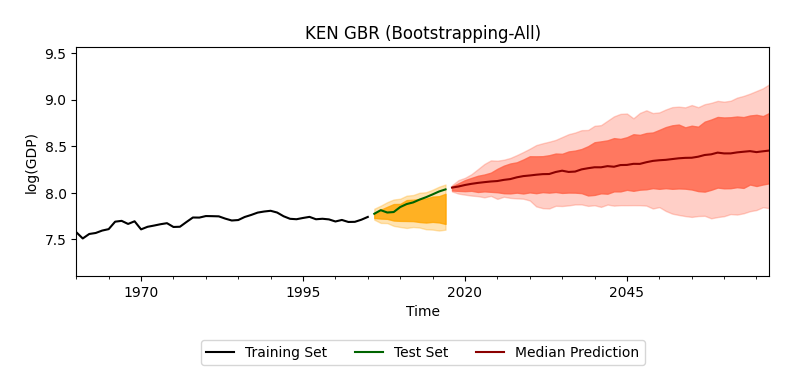 KEN GBR (Bootstrapping-All)
9.5
9.0
8.5
8.0
7.5
log(GDP)
1970 1995 2020 2045
Time
Training Set Test Set Median Prediction